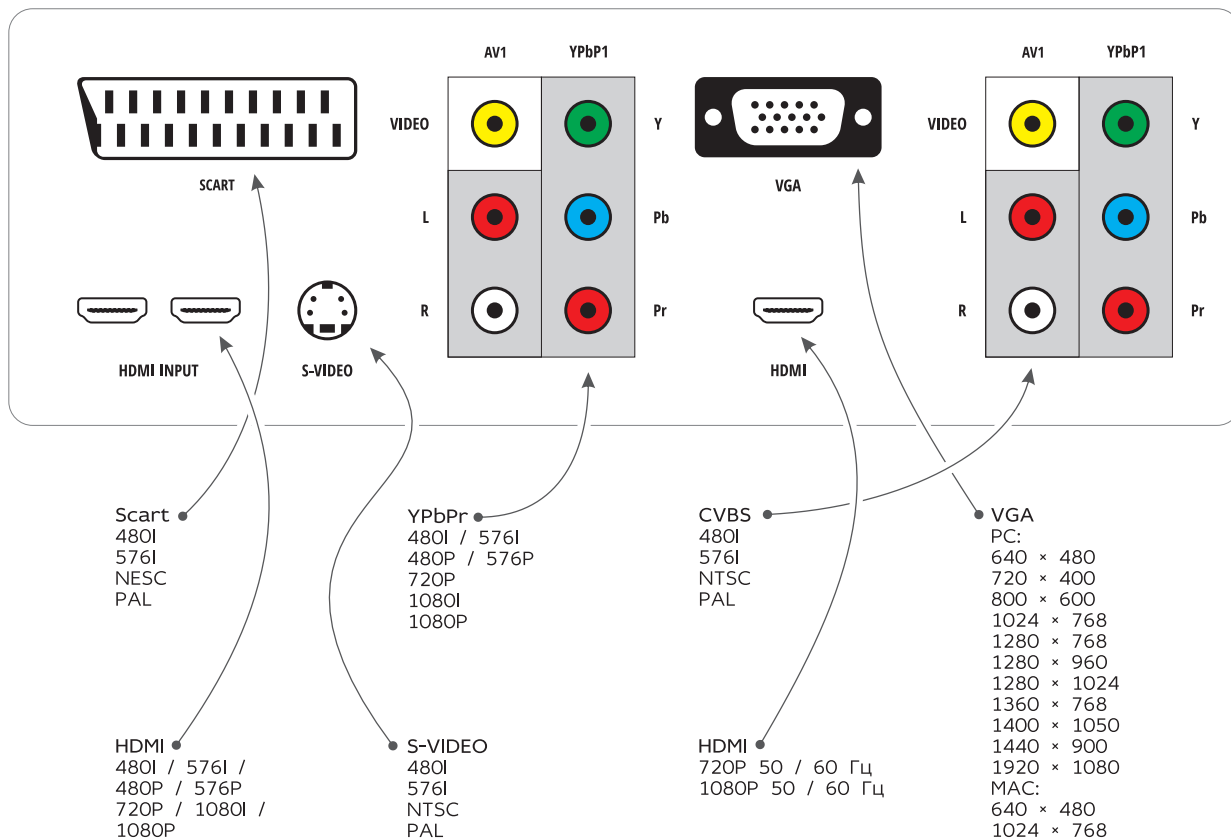 AV1
YPbP1
AV1
YPbP1
VIDEO
Y
VIDEO
Y
SCART
VGA
L
Pb
L
Pb
R
Pr
R
Pr
HDMI INPUT
S-VIDEO
HDMI
Scart
480I
576I
NESC
PAL
YPbPr
480I / 576I
480P / 576P
720P
1080I
1080P
CVBS
480I
576I
NTSC
PAL
VGA
PC:
640 × 480
720 × 400
800 × 600
1024 × 768
1280 × 768
1280 × 960
1280 × 1024
1360 × 768
1400 × 1050
1440 × 900
1920 × 1080
MAC:
640 × 480
1024 × 768
HDMI
480I / 576I /
480P / 576P
720P / 1080I /
1080P
S-VIDEO
480I
576I
NTSC
PAL
HDMI
720P 50 / 60 Гц
1080P 50 / 60 Гц